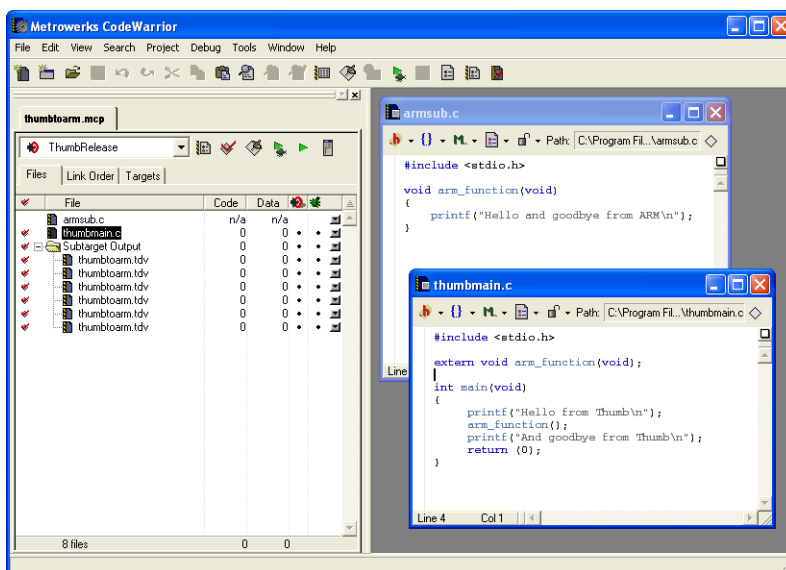 Metrowerks CodeWarrior
File Edit View Search Project Debug Tools Window Help
thumbtoarm.mcp
ThumbRelease
Files Link Order Targets
File Code Data
armsub.c n/a n/a
thumbmain.c 0 0
Subtarget Output 0 0
thumbtoarm.tdv 0 0
thumbtoarm.tdv 0 0
thumbtoarm.tdv 0 0
thumbtoarm.tdv 0 0
thumbtoarm.tdv 0 0
thumbtoarm.tdv 0 0
8 files 0 0
armsub.c
h {} M. Path: C:\Program Fil...\armsub.c
#include <stdio.h>
void arm_function(void)
{
printf("Hello and goodbye from ARM\n");
}
Line
thumbmain.c
h {} M. Path: C:\Program Fil...\thumbmain.c
#include <stdio.h>
extern void arm_function(void);
int main(void)
{
printf("Hello from Thumb\n");
arm_function();
printf("And goodbye from Thumb\n");
return (0);
}
Line 4 Col 1